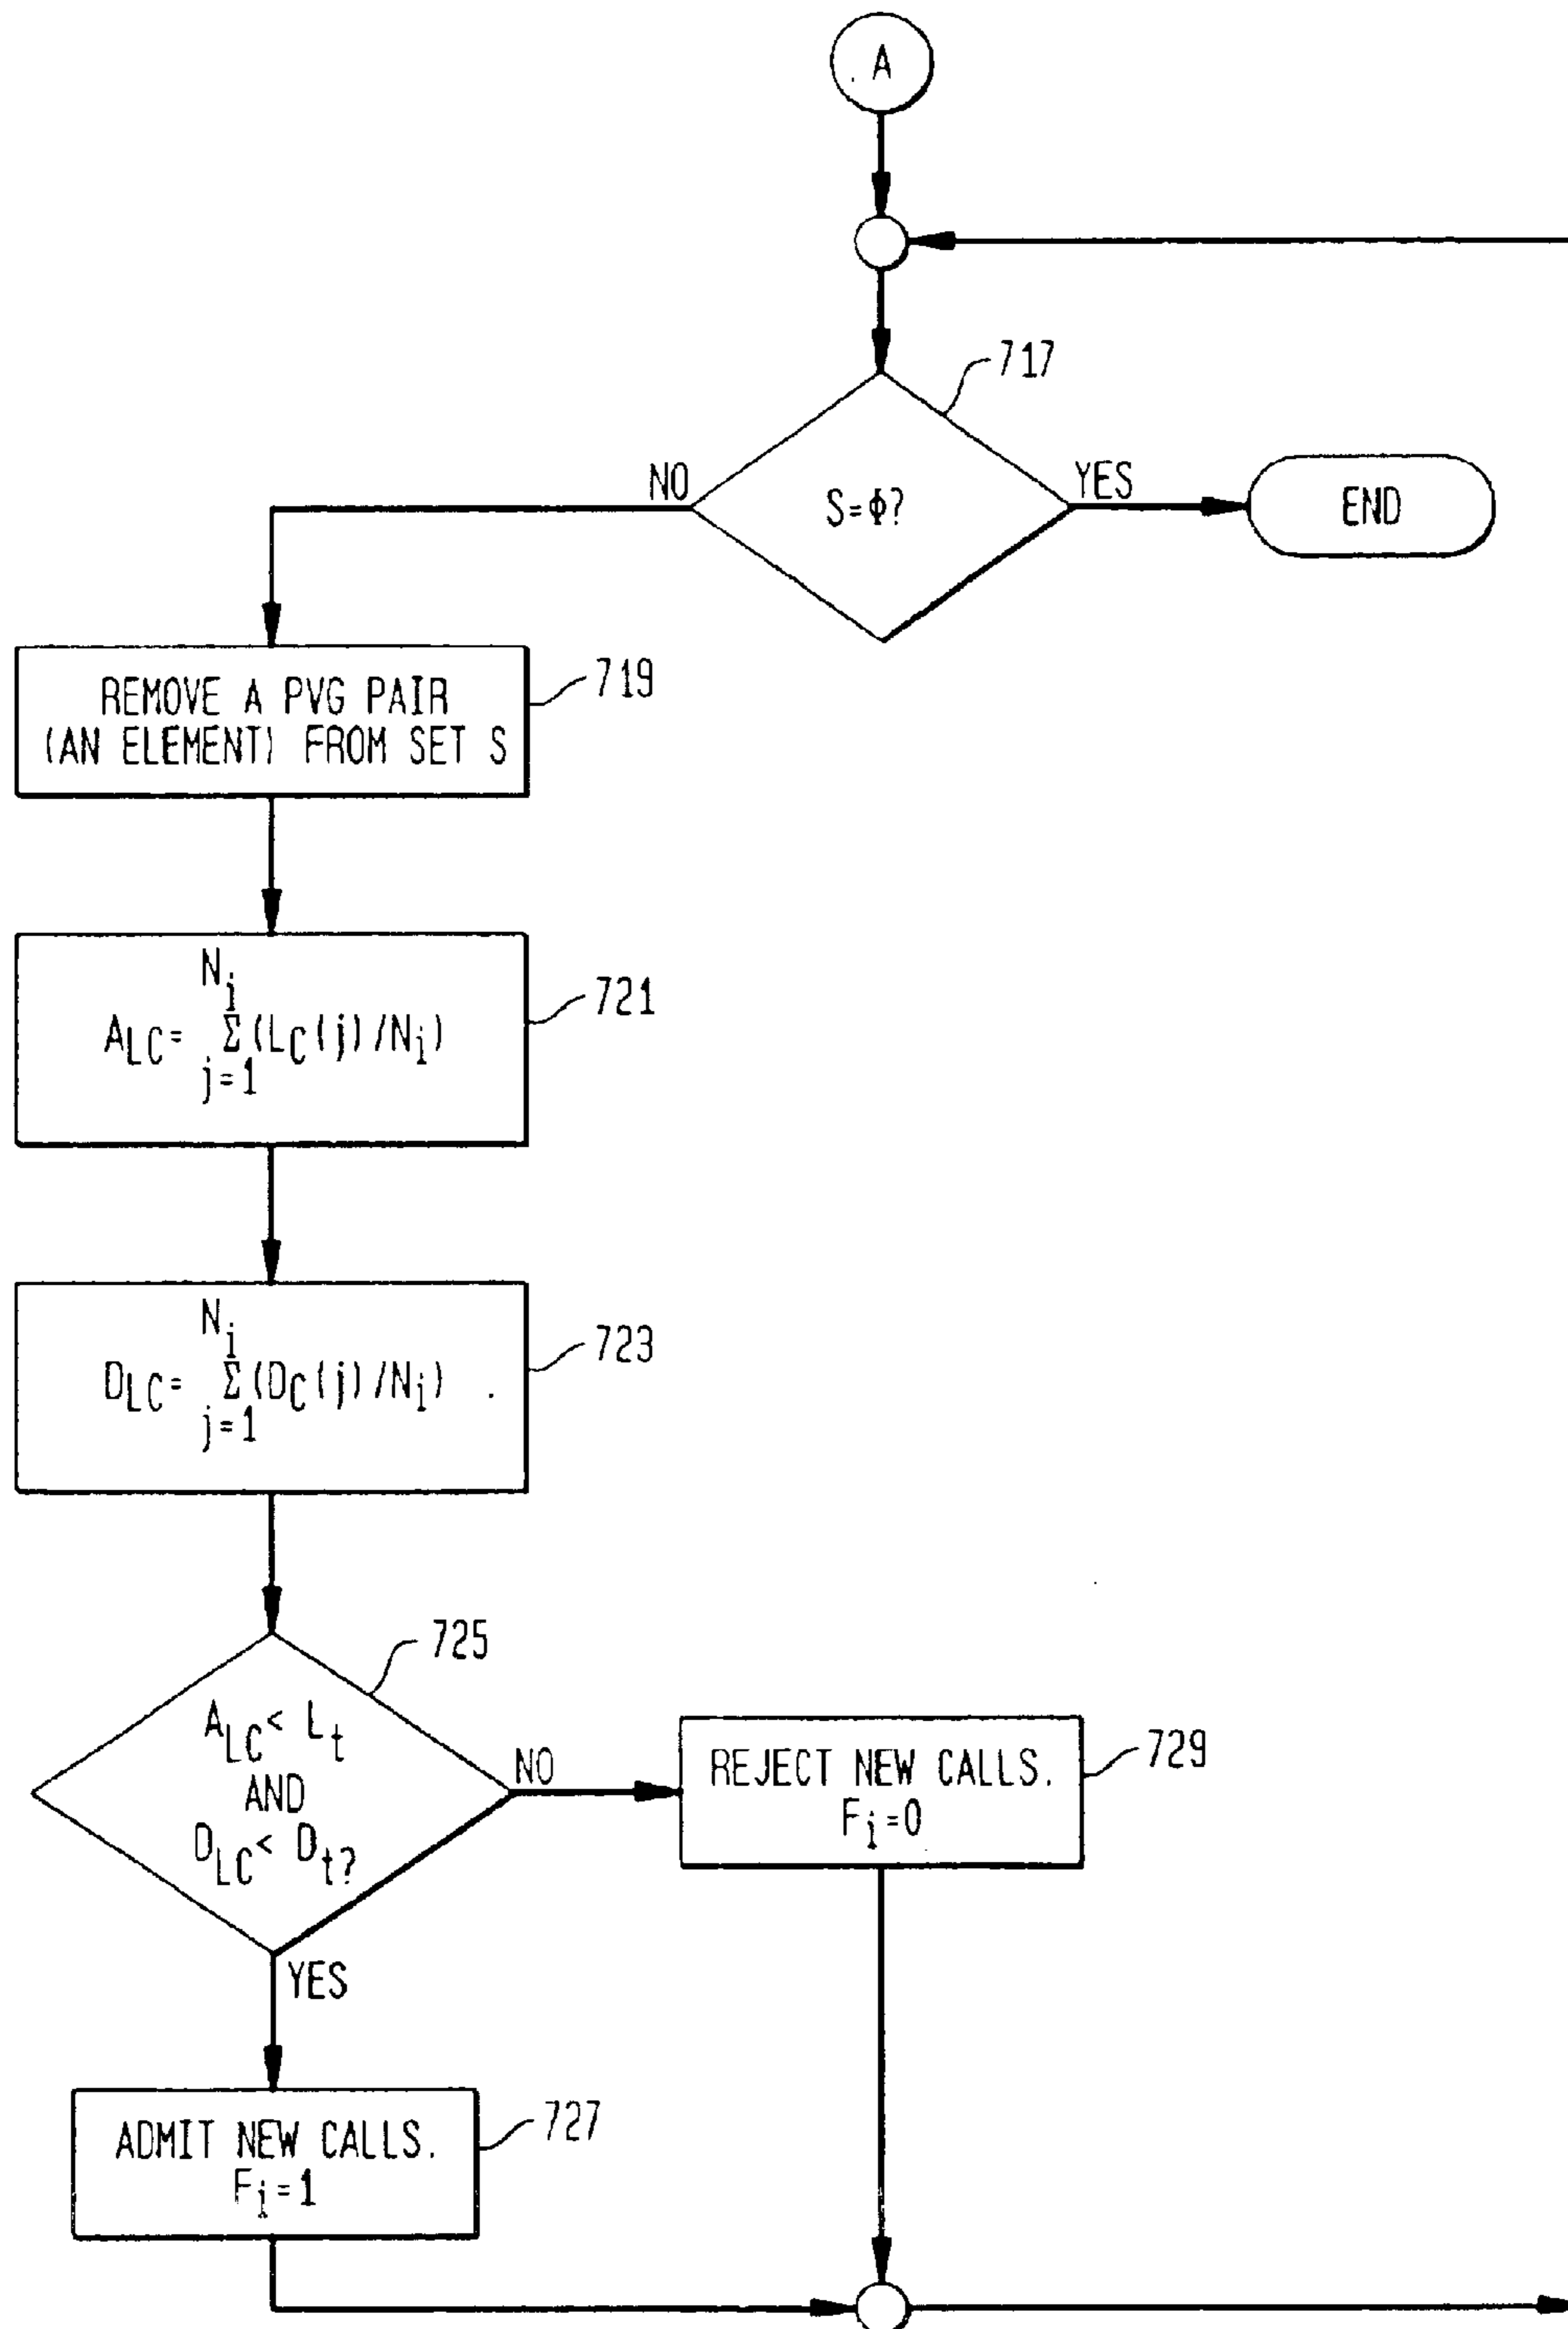 A
717
NO
YES
S=Φ?
END
REMOVE A PVG PAIR
(AN ELEMENT) FROM SET S
719
N_i
A_LC= Σ(L_C(j)/N_i)
j=1
721
N_i
D_LC= Σ(D_C(j)/N_i)
j=1
723
725
A_LC< L_t
AND
D_LC< D_t?
NO
REJECT NEW CALLS.
F_i=0
729
YES
ADMIT NEW CALLS.
F_i=1
727